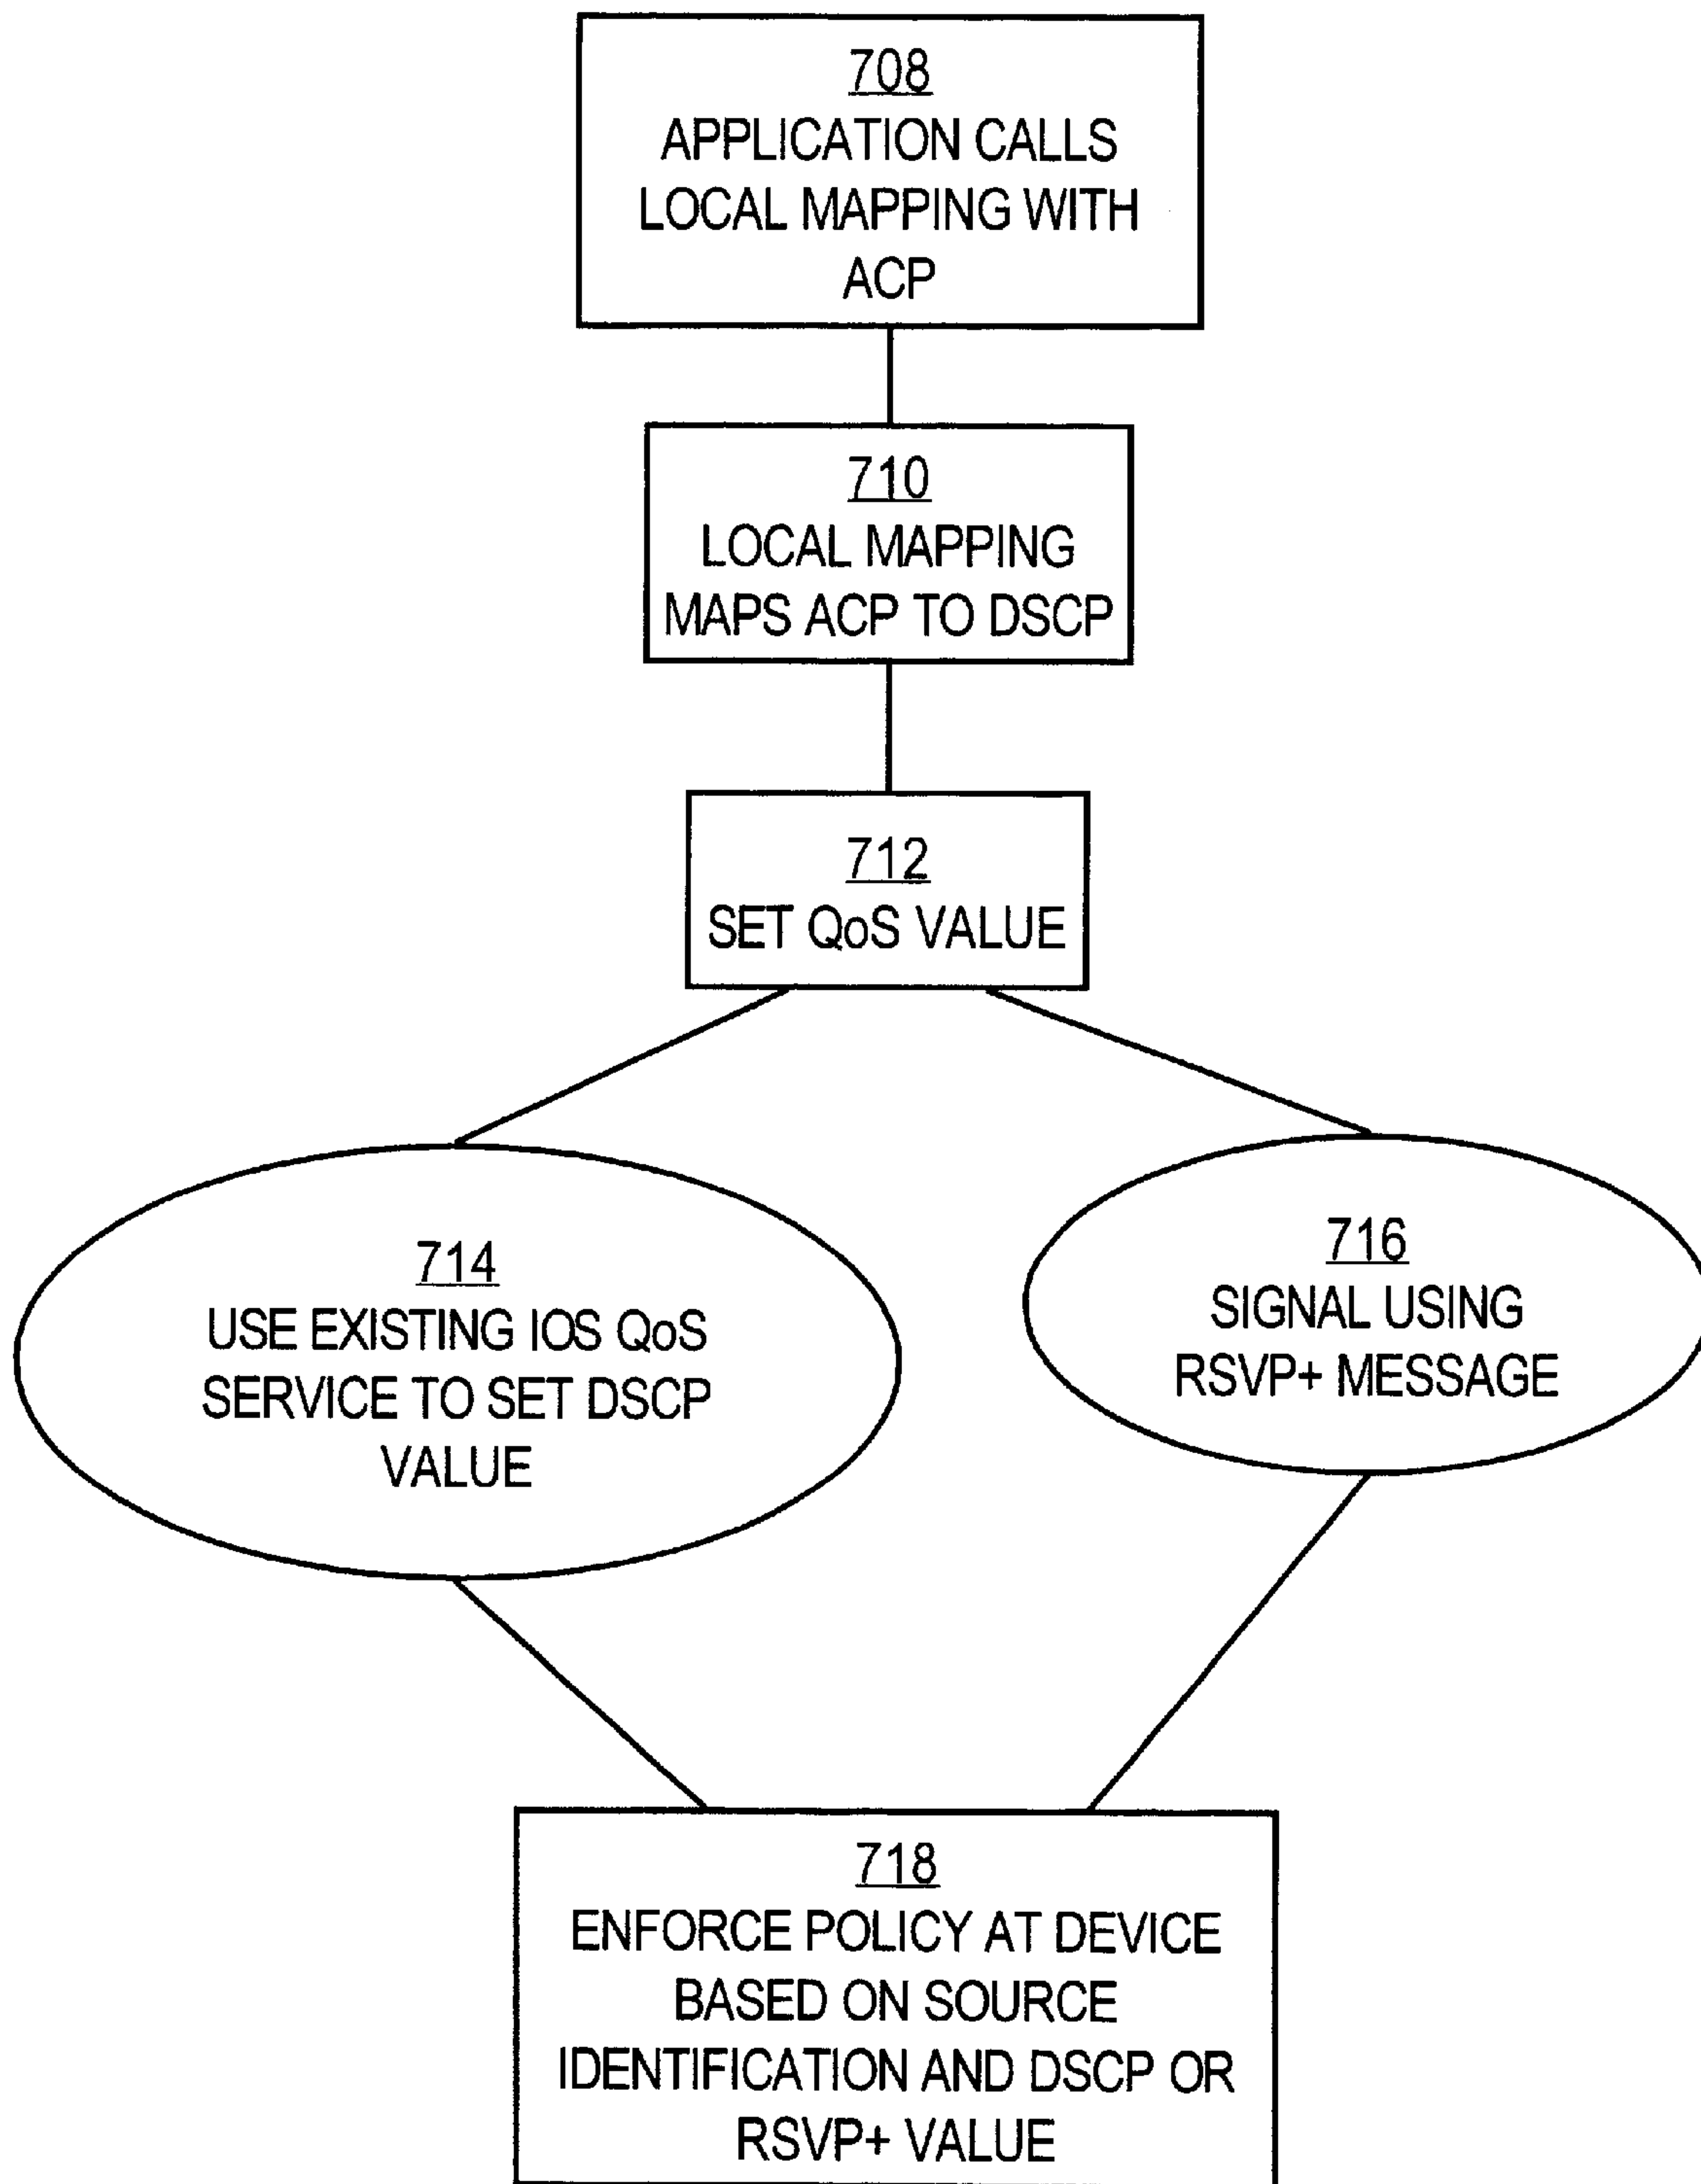 708
APPLICATION CALLS
LOCAL MAPPING WITH
ACP
710
LOCAL MAPPING
MAPS ACP TO DSCP
712
SET QoS VALUE
714
USE EXISTING IOS QoS
SERVICE TO SET DSCP
VALUE
716
SIGNAL USING
RSVP+ MESSAGE
718
ENFORCE POLICY AT DEVICE
BASED ON SOURCE
IDENTIFICATION AND DSCP OR
RSVP+ VALUE